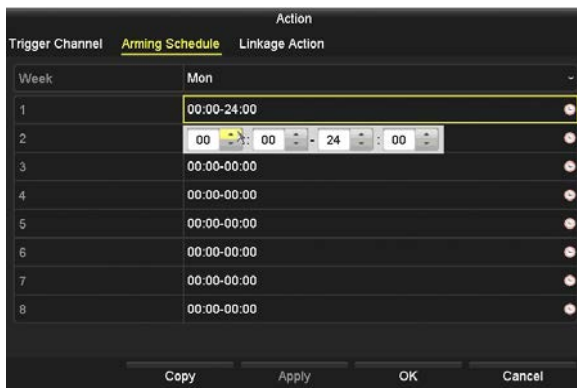 Action
Trigger Channel Arming Schedule Linkage Action
Week Mon
1 00:00-24:00
2 00 : 00 - 24 : 00
3 00:00-00:00
4 00:00-00:00
5 00:00-00:00
6 00:00-00:00
7 00:00-00:00
8 00:00-00:00
Copy Apply OK Cancel